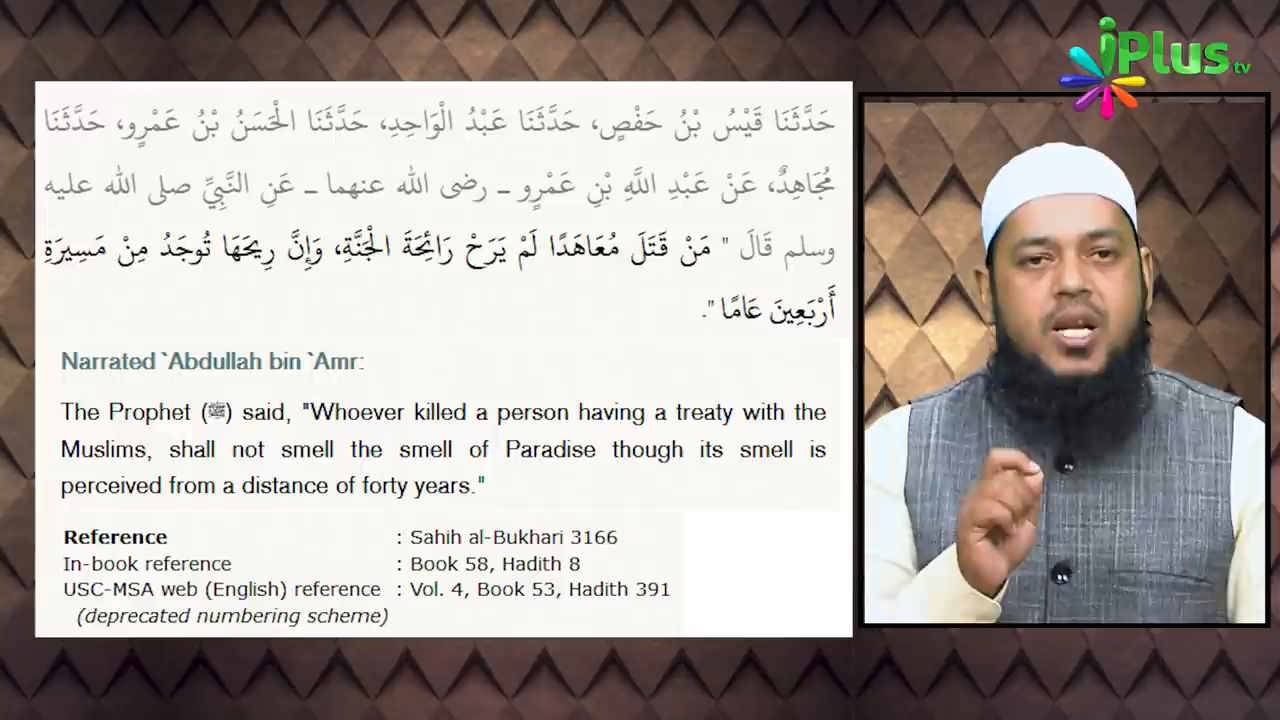 iPlus tv
حَدَّثَنَا قَيْسُ بْنُ حَفْصٍ، حَدَّثَنَا عَبْدُ الْوَاحِدِ، حَدَّثَنَا الْحَسَنُ بْنُ عَمْرٍو، حَدَّثَنَا
مُجَاهِدٌ، عَنْ عَبْدِ اللَّهِ بْنِ عَمْرٍو ـ رضى الله عنهما ـ عَنِ النَّبِيِّ صلى الله عليه
وسلم قَالَ ‏"‏ مَنْ قَتَلَ مُعَاهَدًا لَمْ يَرَحْ رَائِحَةَ الْجَنَّةِ، وَإِنَّ رِيحَهَا تُوجَدُ مِنْ مَسِيرَةِ
أَرْبَعِينَ عَامًا ‏"‏‏.‏
Narrated `Abdullah bin `Amr:
The Prophet (ﷺ) said, "Whoever killed a person having a treaty with the
Muslims, shall not smell the smell of Paradise though its smell is
perceived from a distance of forty years."
Reference : Sahih al-Bukhari 3166
In-book reference : Book 58, Hadith 8
USC-MSA web (English) reference : Vol. 4, Book 53, Hadith 391
(deprecated numbering scheme)